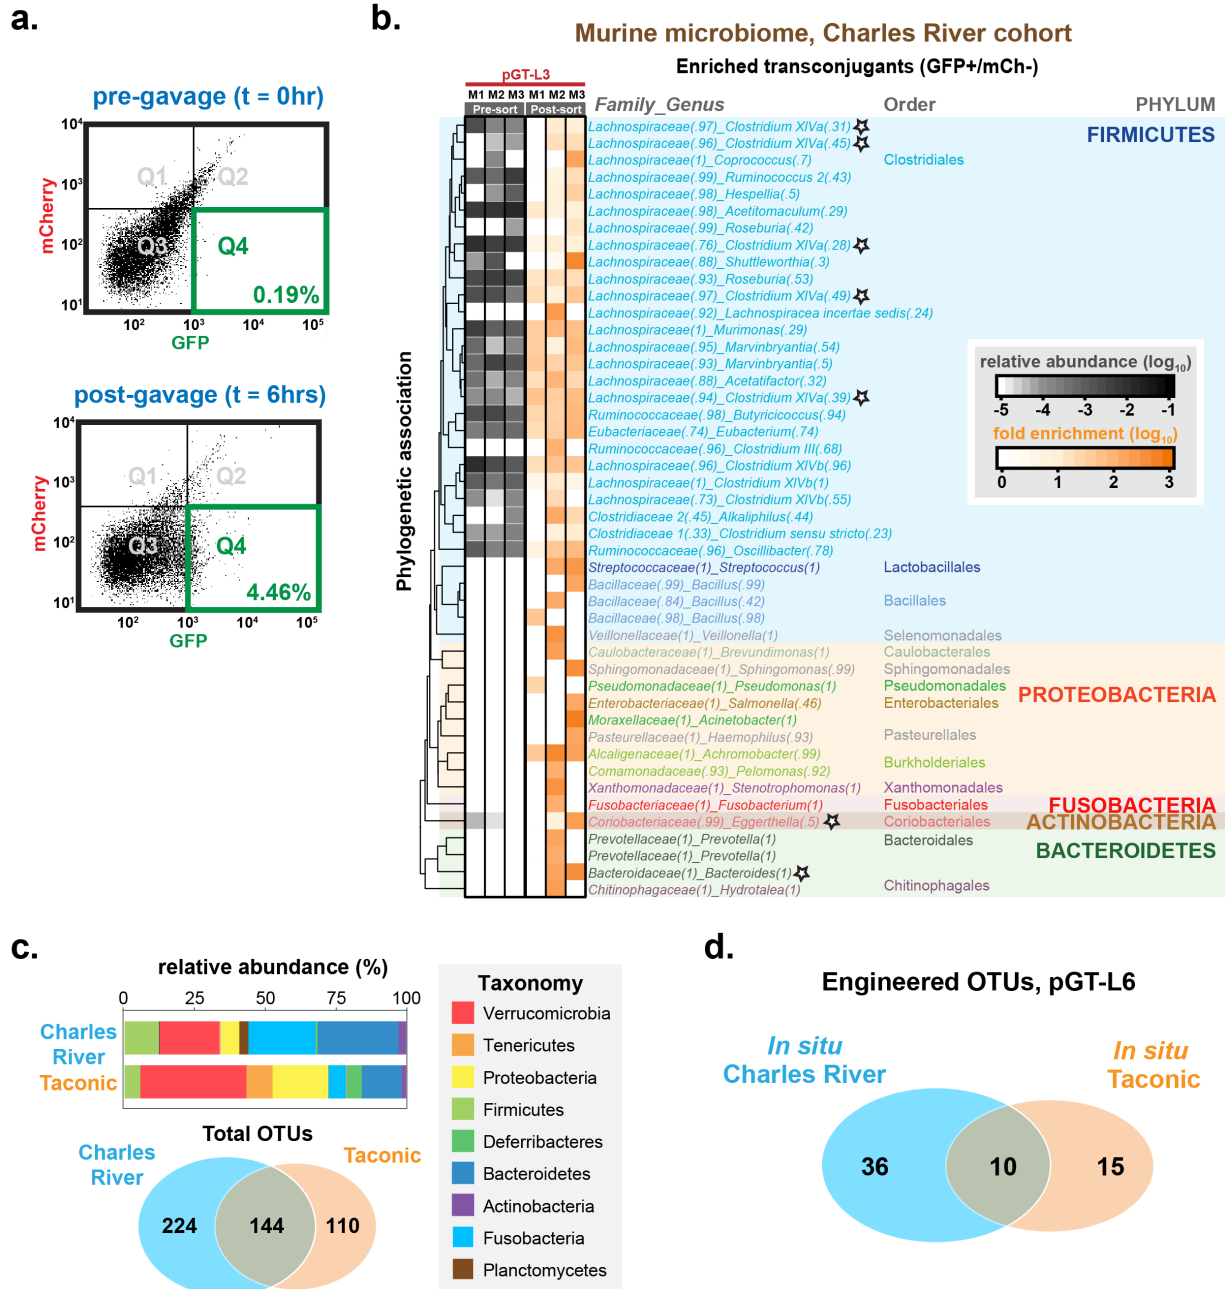 a.
pre-gavage (t = 0hr)
10⁴
10³
10²
10¹
mCherry
Q1
Q2
Q3
Q4
0.19%
10²
10³
10⁴
10⁵
GFP
post-gavage (t = 6hrs)
10⁴
10³
10²
10¹
mCherry
Q1
Q2
Q3
Q4
4.46%
10²
10³
10⁴
10⁵
GFP
b.
Murine microbiome, Charles River cohort
Enriched transconjugants (GFP+/mCh-)
pGT-L3
M1 M2 M3 M1 M2 M3
Pre-sort Post-sort
Family_Genus Order PHYLUM
Phylogenetic association
Lachnospiraceae(.97)_Clostridium XIVa(.31)
FIRMICUTES
Lachnospiraceae(.96)_Clostridium XIVa(.45)
Lachnospiraceae(1)_Coprococcus(.7) Clostridiales
Lachnospiraceae(.99)_Ruminococcus 2(.43)
Lachnospiraceae(.98)_Hespellia(.5)
Lachnospiraceae(.98)_Acetitomaculum(.29)
Lachnospiraceae(.99)_Roseburia(.42)
Lachnospiraceae(.76)_Clostridium XIVa(.28)
Lachnospiraceae(.88)_Shuttleworthia(.3)
Lachnospiraceae(.93)_Roseburia(.53)
Lachnospiraceae(.97)_Clostridium XIVa(.49)
Lachnospiraceae(.92)_Lachnospiracea incertae sedis(.24)
Lachnospiraceae(1)_Murimonas(.29)
Lachnospiraceae(.95)_Marvinbryantia(.54)
Lachnospiraceae(.93)_Marvinbryantia(.5)
Lachnospiraceae(.88)_Acetatifactor(.32)
Lachnospiraceae(.94)_Clostridium XIVa(.39)
Ruminococcaceae(.98)_Butyricicoccus(.94)
Eubacteriaceae(.74)_Eubacterium(.74)
Ruminococcaceae(.96)_Clostridium III(.68)
Lachnospiraceae(.96)_Clostridium XIVb(.96)
Lachnospiraceae(1)_Clostridium XIVb(1)
Lachnospiraceae(.73)_Clostridium XIVb(.55)
Clostridiaceae 2(.45)_Alkaliphilus(.44)
Clostridiaceae 1(.33)_Clostridium sensu stricto(.23)
Ruminococcaceae(.96)_Oscillibacter(.78)
Streptococcaceae(1)_Streptococcus(1) Lactobacillales
Bacillaceae(.99)_Bacillus(.99)
Bacillaceae(.84)_Bacillus(.42) Bacillales
Bacillaceae(.98)_Bacillus(.98)
Veillonellaceae(1)_Veillonella(1) Selenomonadales
Caulobacteraceae(1)_Brevundimonas(1) Caulobacterales
Sphingomonadaceae(1)_Sphingomonas(.99) Sphingomonadales
Pseudomonadaceae(1)_Pseudomonas(1) Pseudomonadales
PROTEOBACTERIA
Enterobacteriaceae(1)_Salmonella(.46) Enterobacteriales
Moraxellaceae(1)_Acinetobacter(1)
Pasteurellaceae(1)_Haemophilus(.93) Pasteurellales
Alcaligenaceae(1)_Achromobacter(.99)
Burkholderiales
Comamonadaceae(.93)_Pelomonas(.92)
Xanthomonadaceae(1)_Stenotrophomonas(1) Xanthomonadales
Fusobacteriaceae(1)_Fusobacterium(1) Fusobacteriales FUSOBACTERIA
Coriobacteriaceae(.99)_Eggerthella(.5) Coriobacteriales ACTINOBACTERIA
Prevotellaceae(1)_Prevotella(1) Bacteroidales
BACTEROIDETES
Prevotellaceae(1)_Prevotella(1)
Bacteroidaceae(1)_Bacteroides(1)
Chitinophagaceae(1)_Hydrotalea(1) Chitinophagales
relative abundance (log₁₀)
-5 -4 -3 -2 -1
fold enrichment (log₁₀)
0 1 2 3
c.
relative abundance (%)
0 25 50 75 100
Charles
River
Taconic
Total OTUs
Charles
River
Taconic
224 144 110
Taxonomy
Verrucomicrobia
Tenericutes
Proteobacteria
Firmicutes
Deferribacteres
Bacteroidetes
Actinobacteria
Fusobacteria
Planctomycetes
d.
Engineered OTUs, pGT-L6
In situ
Charles River
In situ
Taconic
36 10 15